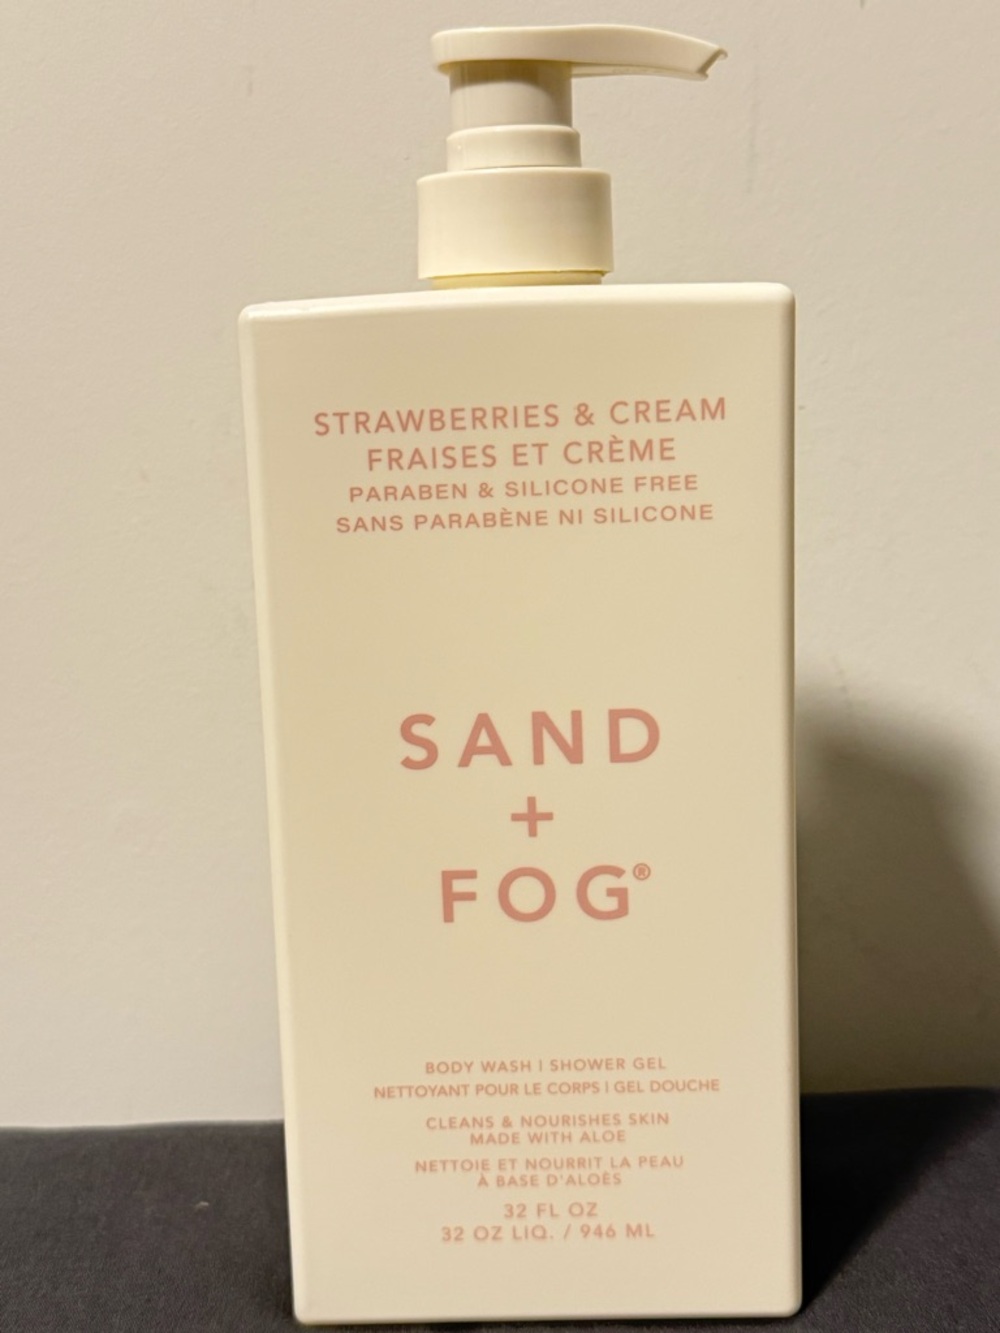 STRAWBERRIES & CREAM
FRAISES ET CRÈME
PARABEN & SILICONE FREE
SANS PARABÈNE NI SILICONE
SAND
+
FOG®
BODY WASH | SHOWER GEL
NETTOYANT POUR LE CORPS | GEL DOUCHE
CLEANS & NOURISHES SKIN
MADE WITH ALOE
NETTOIE ET NOURRIT LA PEAU
À BASE D'ALOÈS
32 FL OZ
32 OZ LIQ. / 946 ML